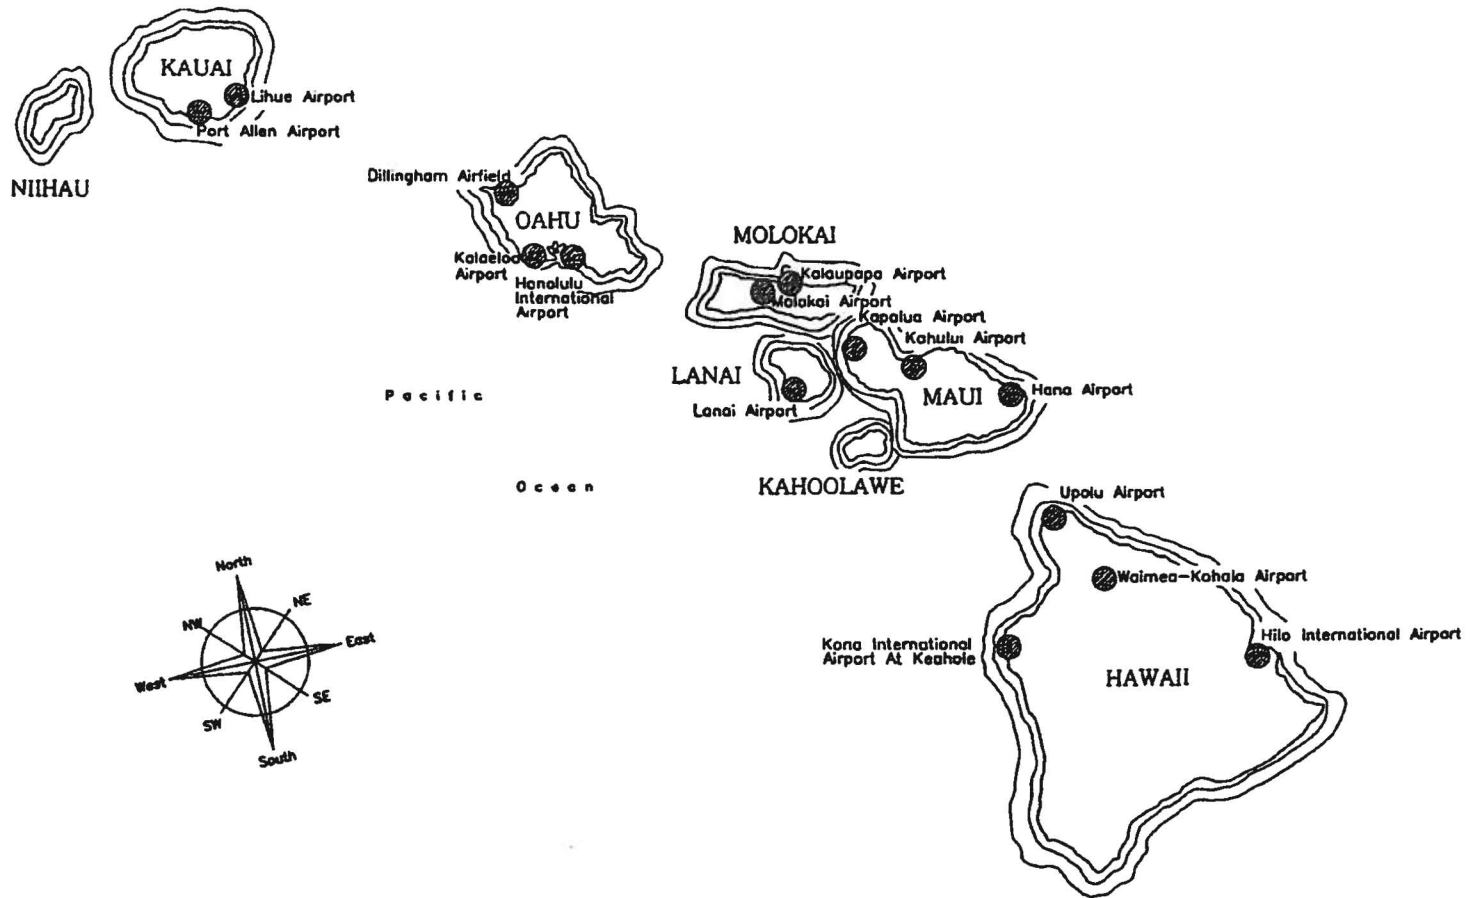 KAUAI
Lihue Airport
Port Allen Airport
NIIHAU
Dillingham Airfield
OAHU
Kalaeloa
Airport
Honolulu
International
Airport
MOLOKAI
Kalaupapa Airport
Molokai Airport
Kapalua Airport
Kahului Airport
LANAI
Lanai Airport
MAUI
Hana Airport
KAHOOLAWE
Pacific
Ocean
Upolu Airport
Waimea-Kohala Airport
Kona International
Airport At Keahole
Hilo International Airport
HAWAII
North
NE
East
SE
South
SW
West
NW